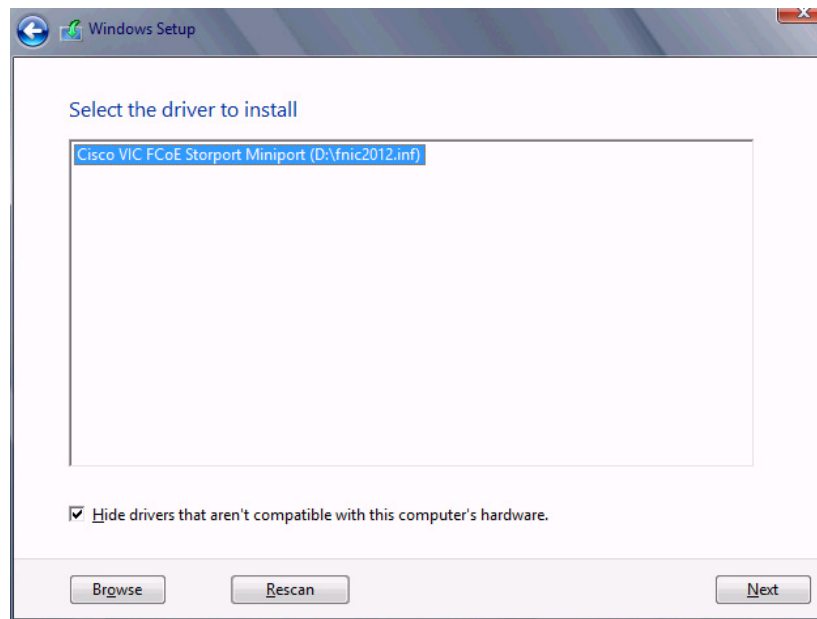 Windows Setup
Select the driver to install
Cisco VIC FCoE Storport Miniport (D:\fnic2012.inf)
Hide drivers that aren't compatible with this computer's hardware.
Browse
Rescan
Next